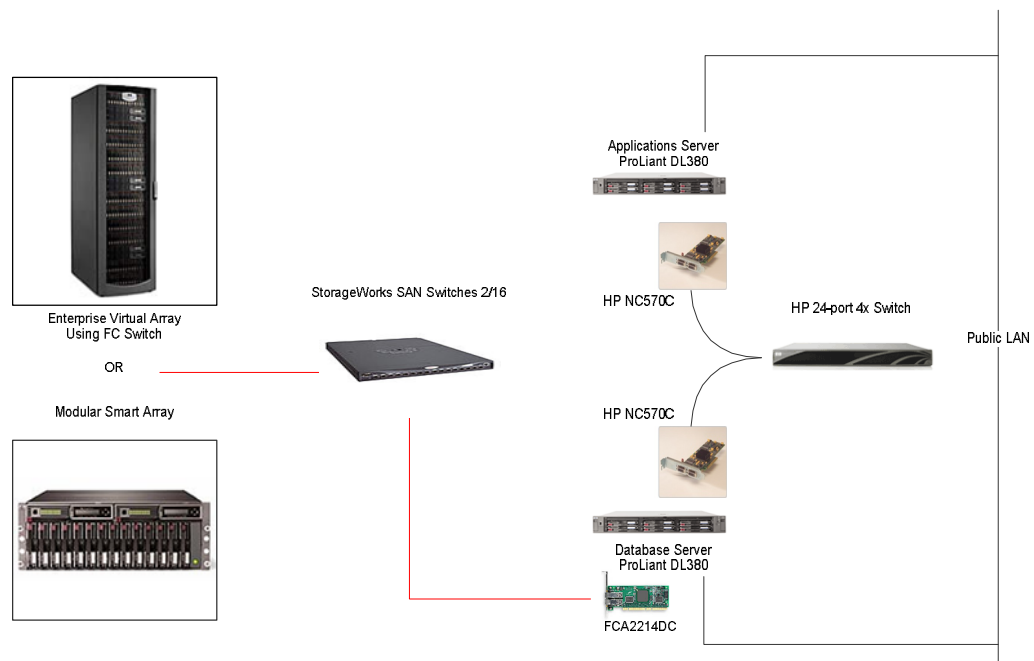 Applications Server
ProLiant DL380
HP NC570C
StorageWorks SAN Switches 2/16
HP 24-port 4x Switch
Enterprise Virtual Array
Using FC Switch
Public LAN
OR
Modular Smart Array
HP NC570C
Database Server
ProLiant DL380
FCA2214DC